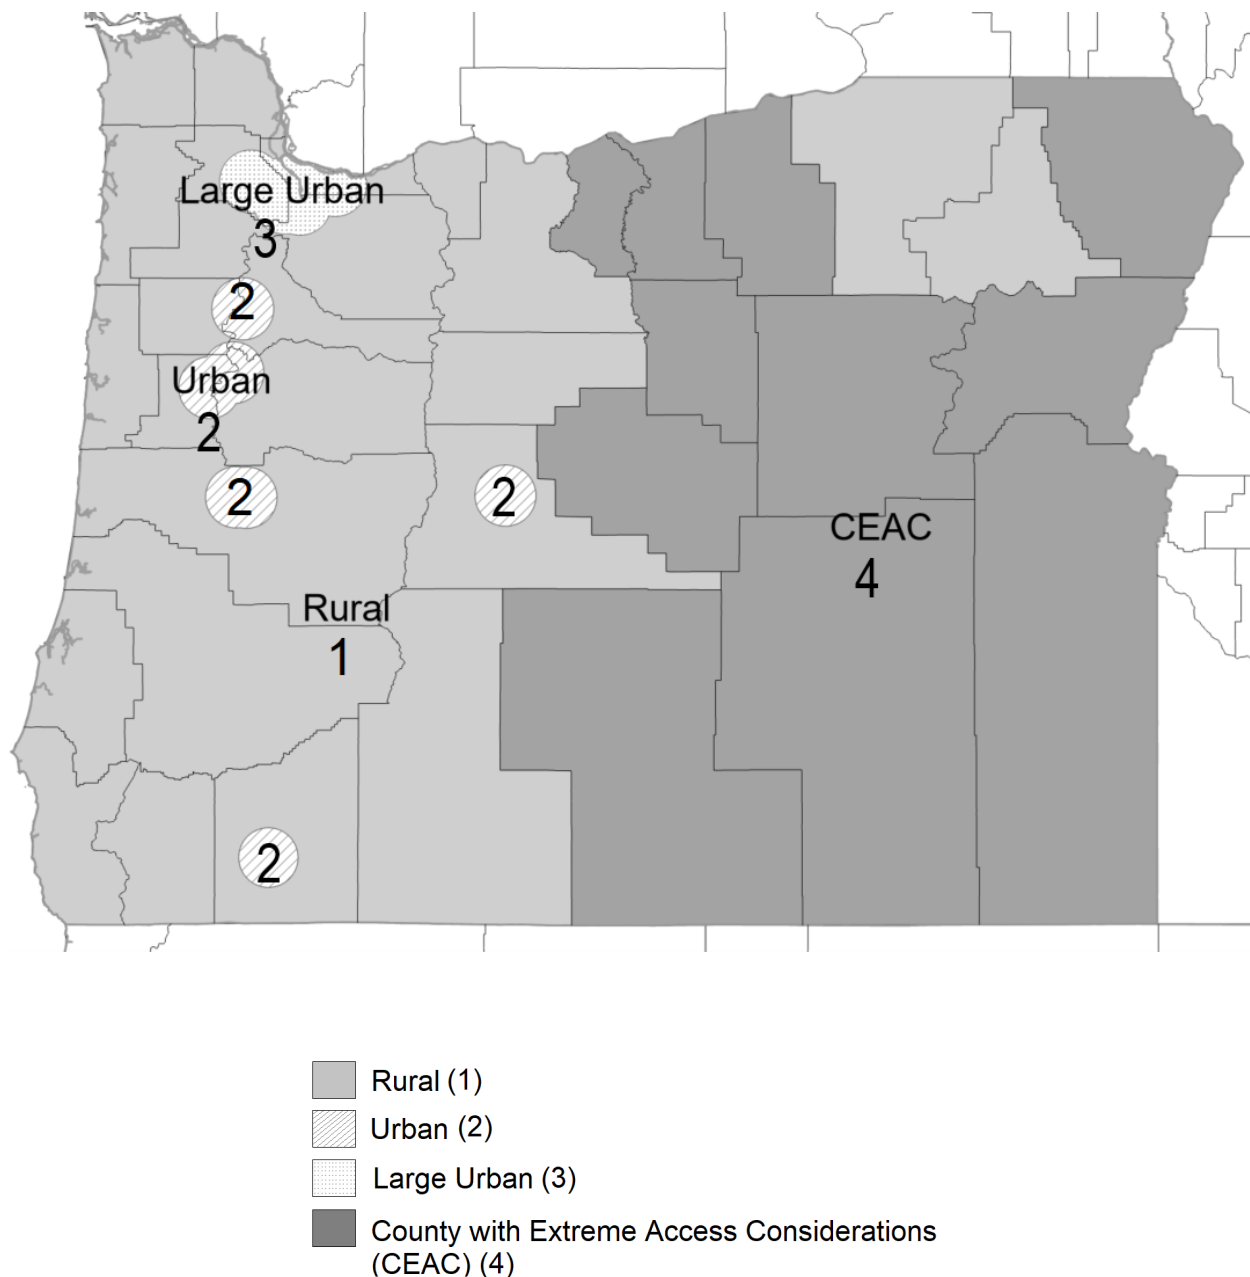 Large Urban
3
2
Urban
2
2
2
CEAC
4
Rural
1
2
Rural (1)
Urban (2)
Large Urban (3)
County with Extreme Access Considerations
(CEAC) (4)